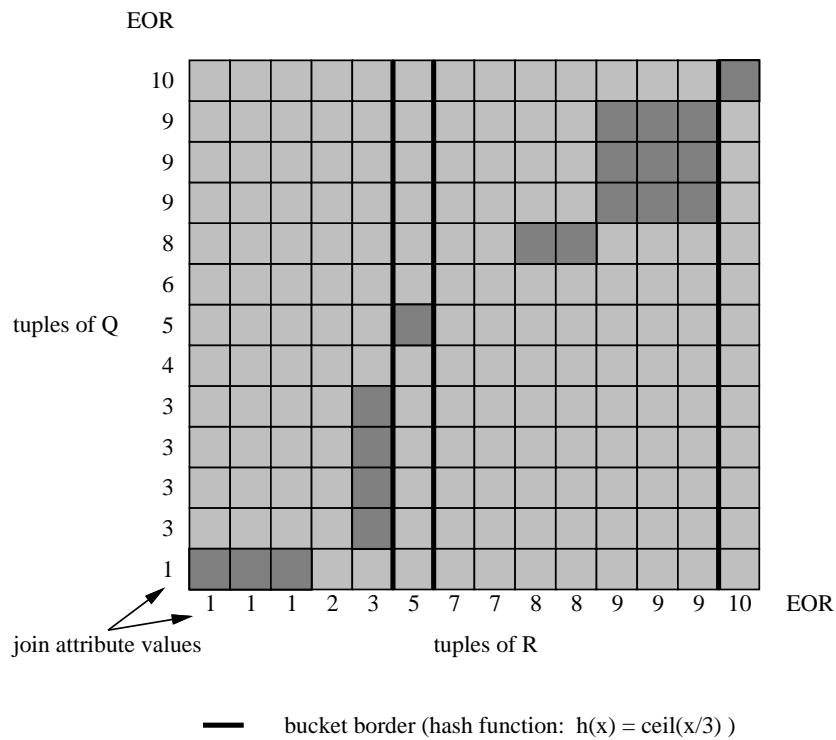 EOR
10
9
9
9
8
6
tuples of Q 5
4
3
3
3
3
1
1 1 1 2 3 5 7 7 8 8 9 9 9 10 EOR
join attribute values tuples of R
bucket border (hash function: h(x) = ceil(x/3) )